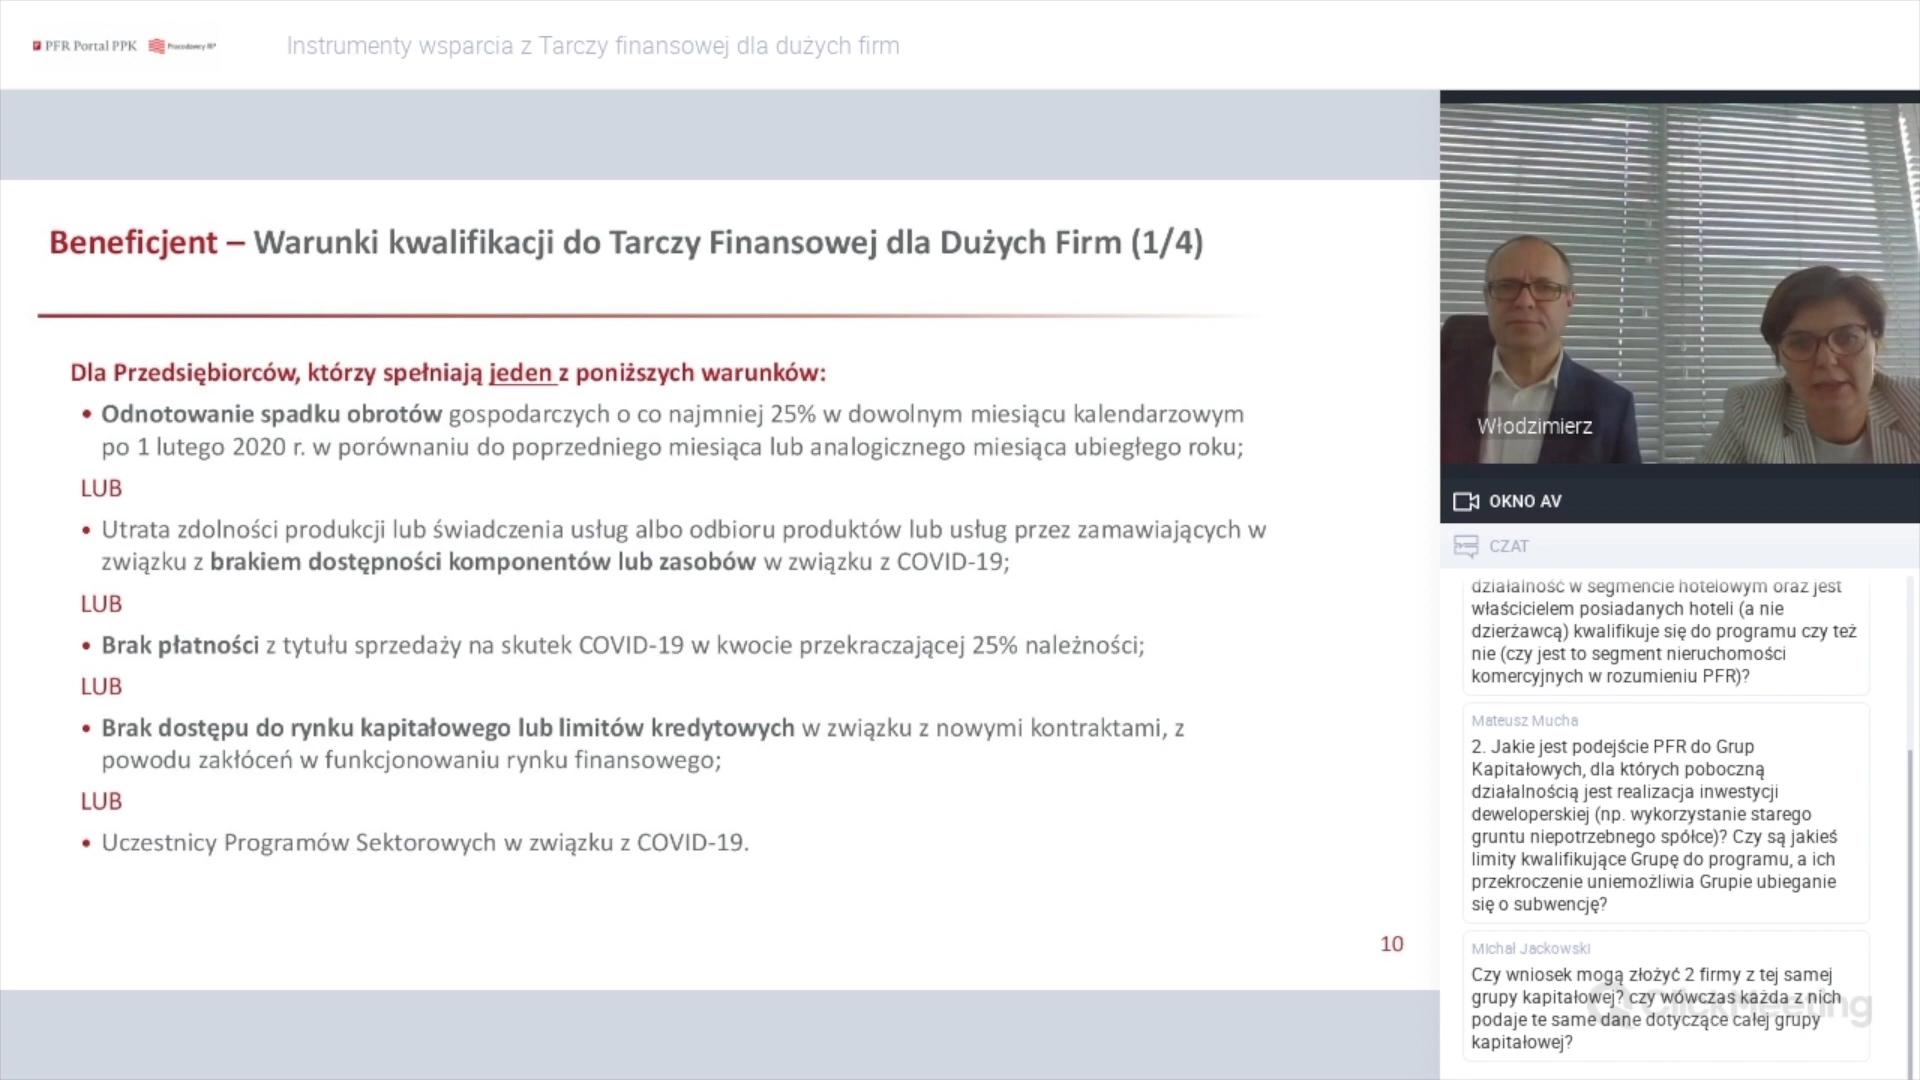 PFR Portal PPK Pracodawcy RP
Instrumenty wsparcia z Tarczy finansowej dla dużych firm
Beneficjent – Warunki kwalifikacji do Tarczy Finansowej dla Dużych Firm (1/4)
Dla Przedsiębiorców, którzy spełniają jeden z poniższych warunków:
• Odnotowanie spadku obrotów gospodarczych o co najmniej 25% w dowolnym miesiącu kalendarzowym
po 1 lutego 2020 r. w porównaniu do poprzedniego miesiąca lub analogicznego miesiąca ubiegłego roku;
LUB
• Utrata zdolności produkcji lub świadczenia usług albo odbioru produktów lub usług przez zamawiających w
związku z brakiem dostępności komponentów lub zasobów w związku z COVID-19;
LUB
• Brak płatności z tytułu sprzedaży na skutek COVID-19 w kwocie przekraczającej 25% należności;
LUB
• Brak dostępu do rynku kapitałowego lub limitów kredytowych w związku z nowymi kontraktami, z
powodu zakłóceń w funkcjonowaniu rynku finansowego;
LUB
• Uczestnicy Programów Sektorowych w związku z COVID-19.
10
Włodzimierz
OKNO AV
CZAT
działalność w segmencie hotelowym oraz jest
właścicielem posiadanych hoteli (a nie
dzierżawcą) kwalifikuje się do programu czy też
nie (czy jest to segment nieruchomości
komercyjnych w rozumieniu PFR)?
Mateusz Mucha
2. Jakie jest podejście PFR do Grup
Kapitałowych, dla których poboczną
działalnością jest realizacja inwestycji
deweloperskiej (np. wykorzystanie starego
gruntu niepotrzebnego spółce)? Czy są jakieś
limity kwalifikujące Grupę do programu, a ich
przekroczenie uniemożliwia Grupie ubieganie
się o subwencję?
Michał Jackowski
Czy wniosek mogą złożyć 2 firmy z tej samej
grupy kapitałowej? czy wówczas każda z nich
podaje te same dane dotyczące całej grupy
kapitałowej?
ClickMeeting